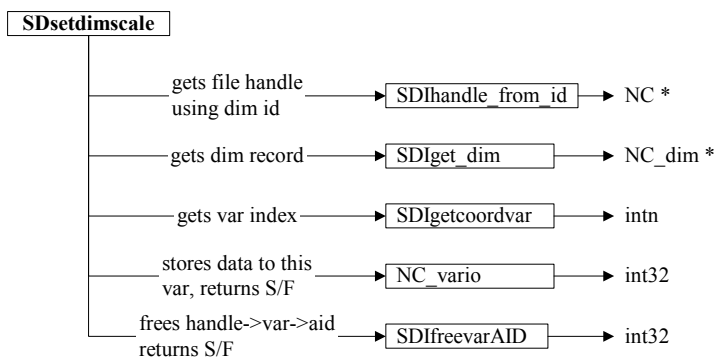 SDsetdimscale
gets file handle
using dim id
SDIhandle_from_id
NC *
gets dim record
SDIget_dim
NC_dim *
gets var index
SDIgetcoordvar
intn
stores data to this
var, returns S/F
NC_vario
int32
frees handle->var->aid
returns S/F
SDIfreevarAID
int32